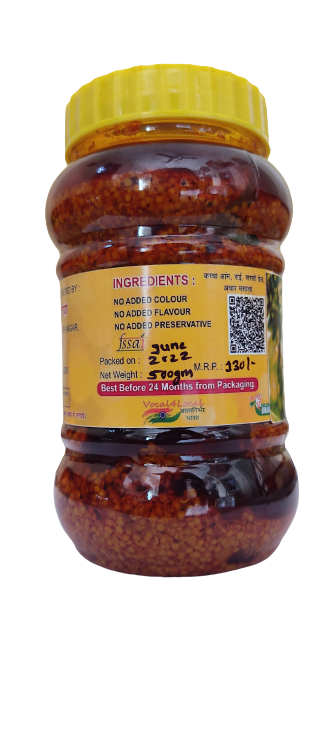 INGREDIENTS : कच्चा आम, राई, सरसों तेल,
अचार मसाला
NO ADDED COLOUR
NO ADDED FLAVOUR
NO ADDED PRESERVATIVE
fssai
Packed on : June 2022
Net Weight : 500gm M.R.P. : 130/-
Best Before 24 Months from Packaging.
Vocal4Local
आत्मनिर्भर
भारत